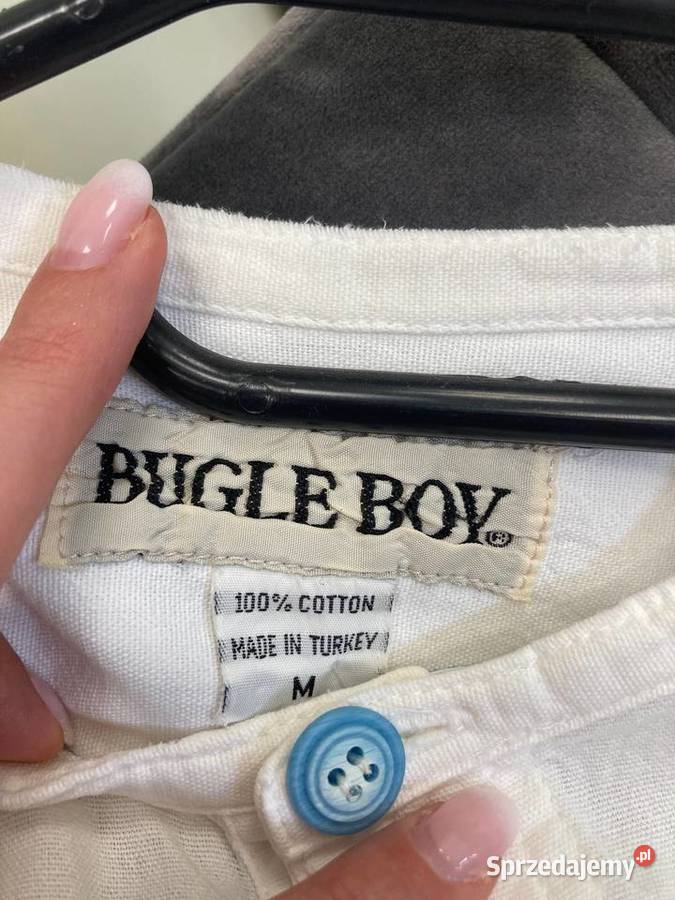 BUGLE BOY®
100% COTTON
MADE IN TURKEY
M
Sprzedajemy.pl